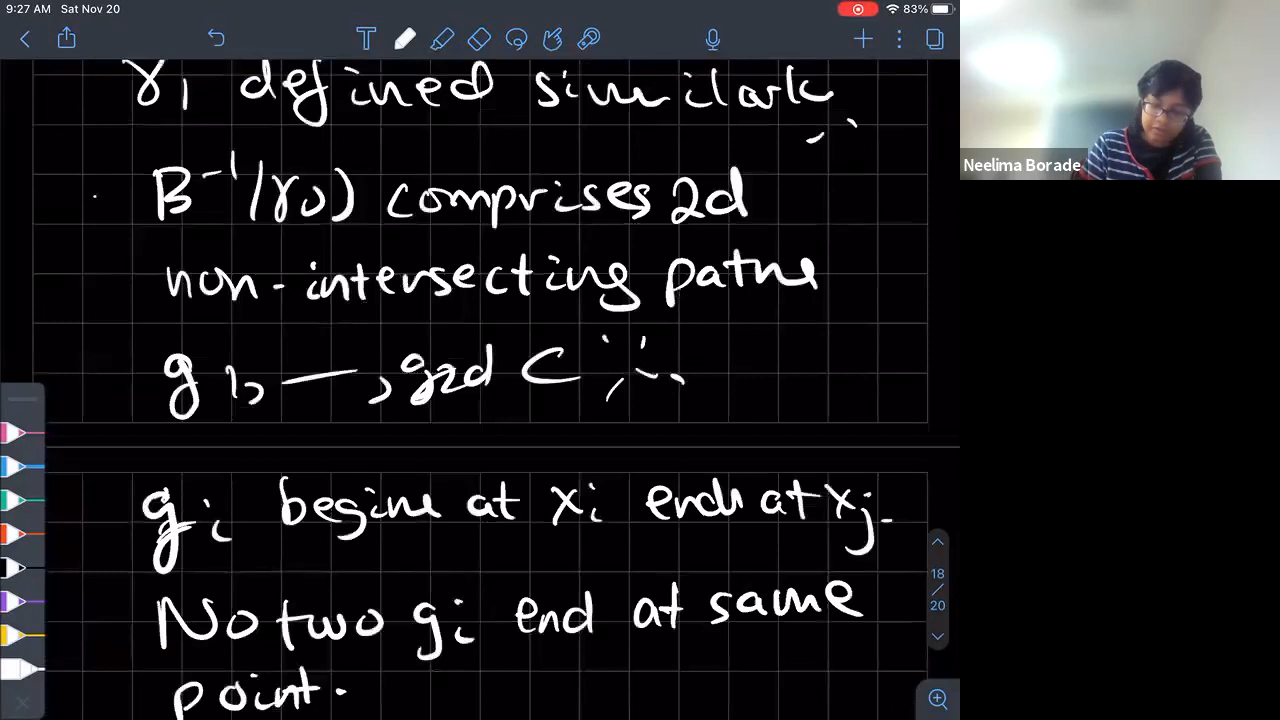 9:27 AM Sat Nov 20
83%
γ1 defined similarly
B⁻¹(γ0) comprises 2d
non-intersecting paths
g1, — , g2d ⊂
gi begins at xi ends at xj.
No two gi end at same
point.
18
/
20
Neelima Borade